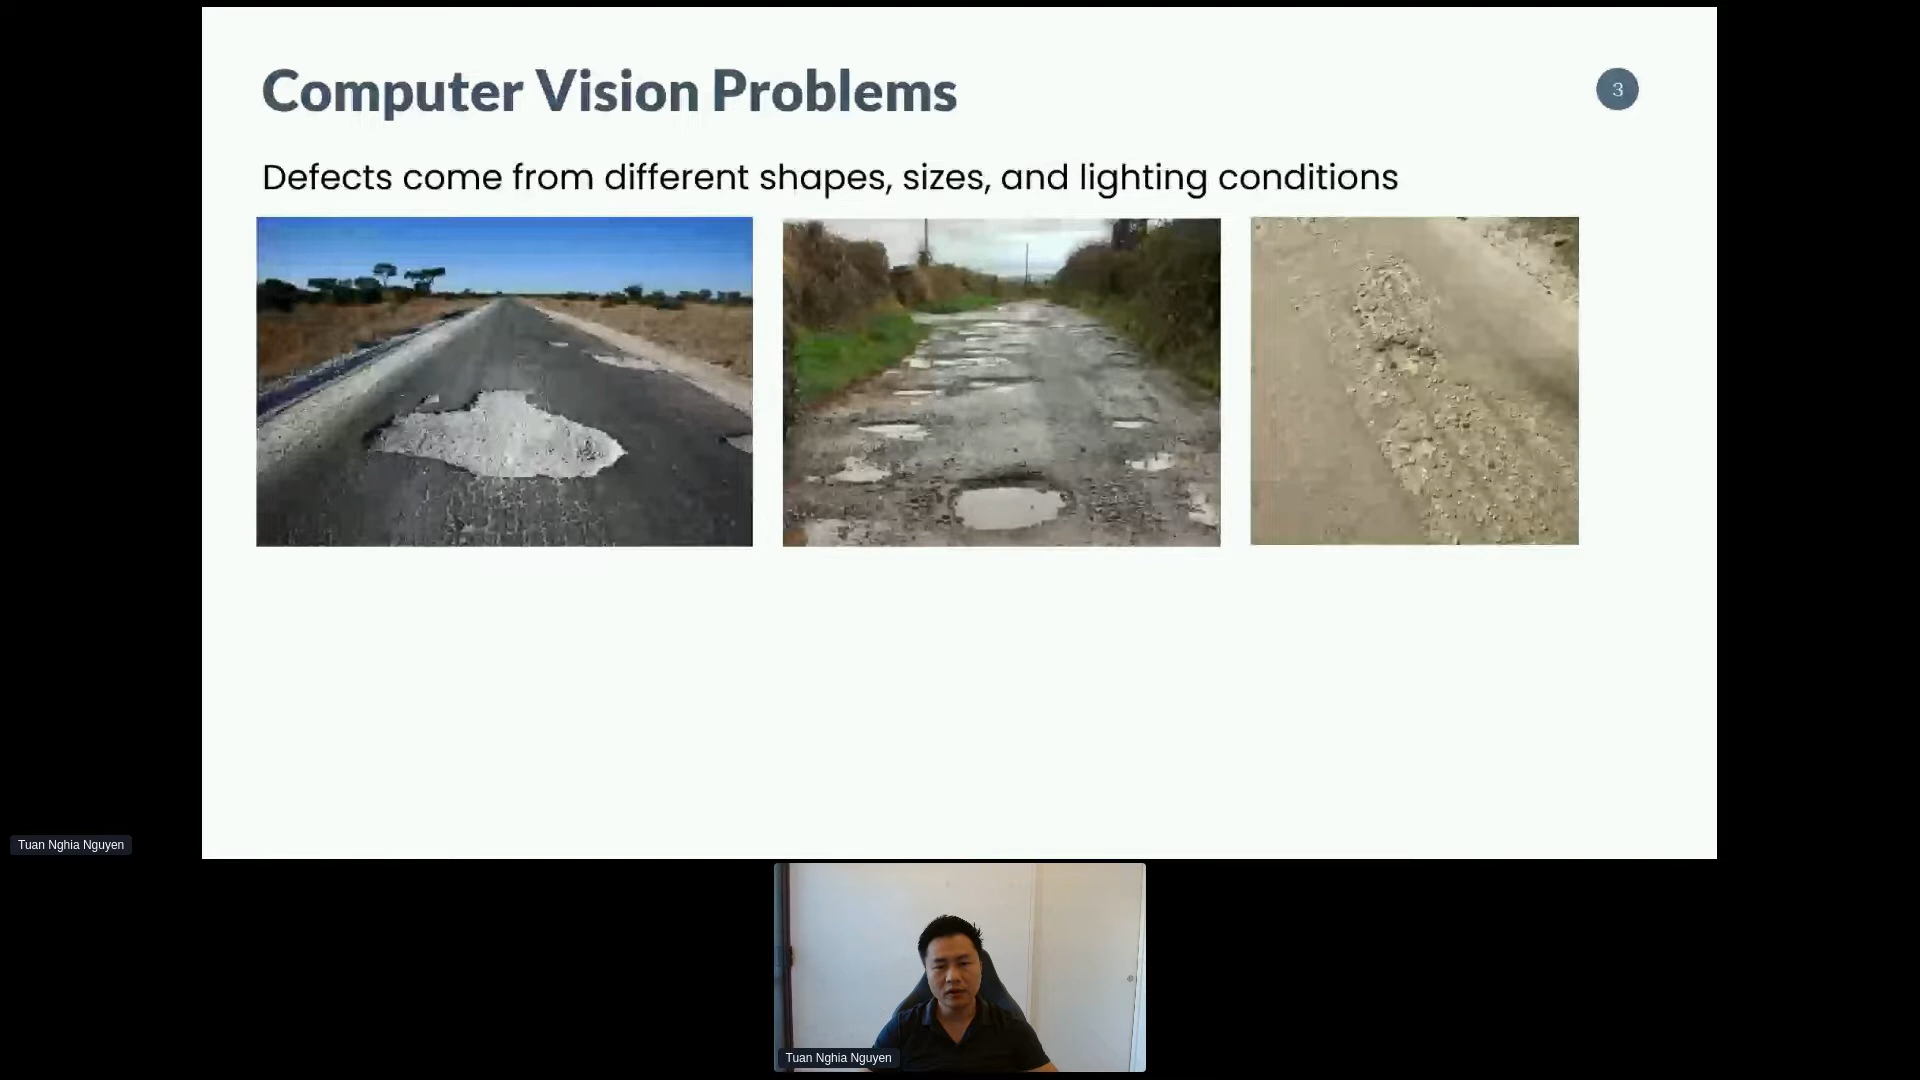 Computer Vision Problems
3
Defects come from different shapes, sizes, and lighting conditions
Tuan Nghia Nguyen
Tuan Nghia Nguyen